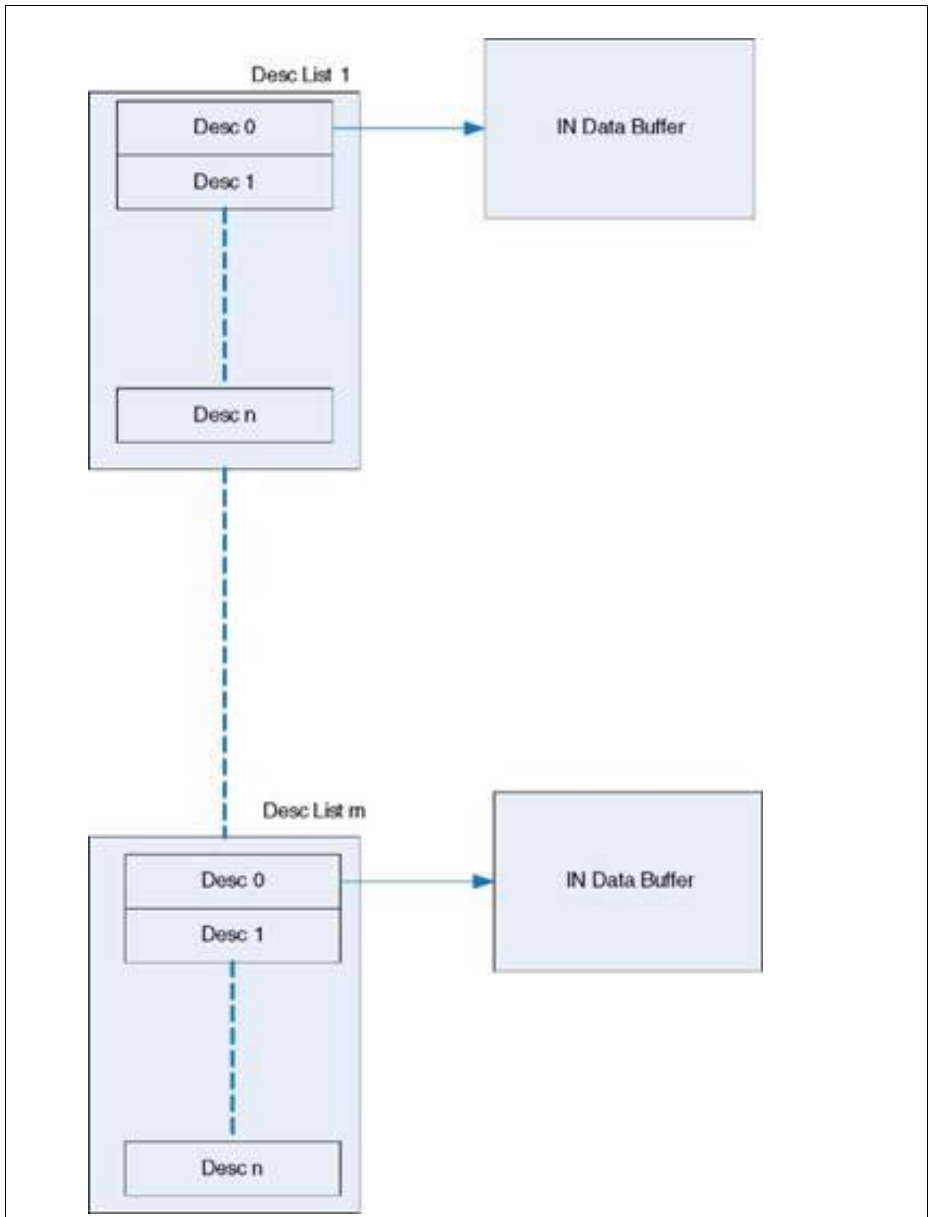 Desc List 1
Desc 0
IN Data Buffer
Desc 1
Desc n
Desc List m
Desc 0
IN Data Buffer
Desc 1
Desc n